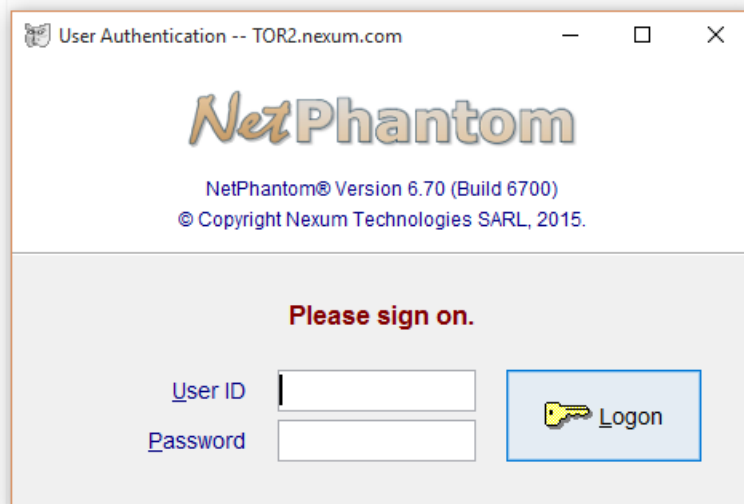 User Authentication -- TOR2.nexum.com
NetPhantom
NetPhantom® Version 6.70 (Build 6700)
© Copyright Nexum Technologies SARL, 2015.
Please sign on.
User ID
Logon
Password